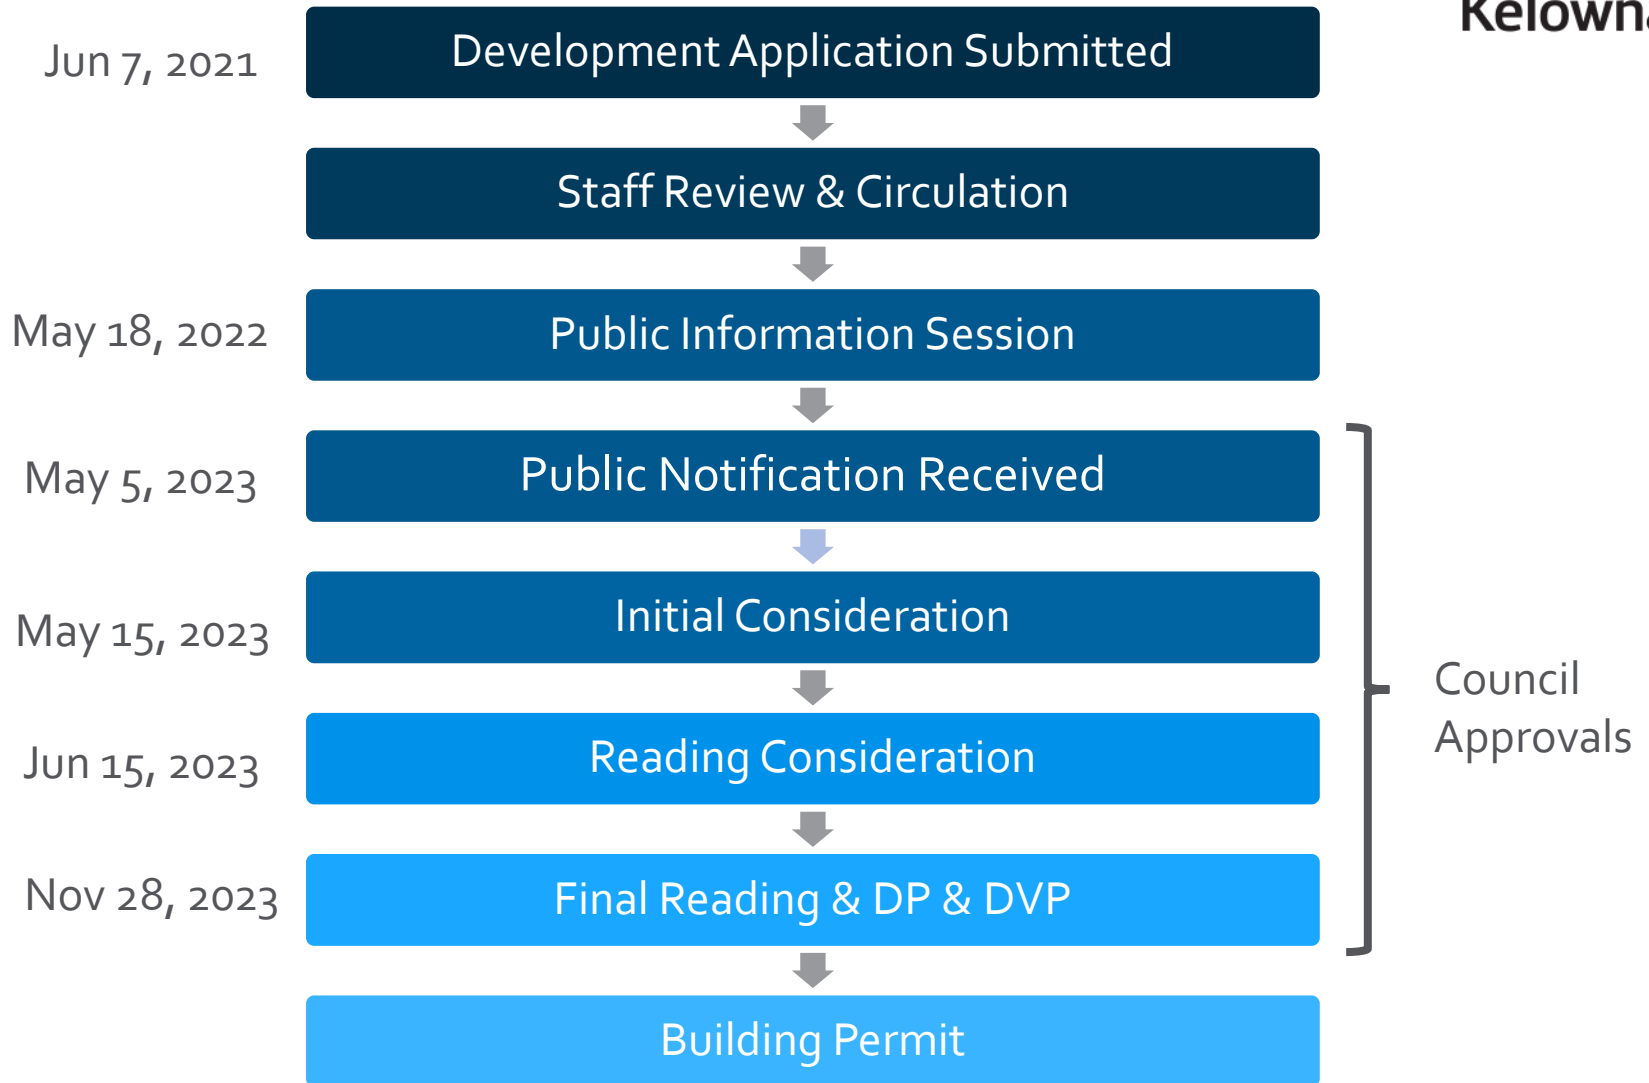 Kelowna
Jun 7, 2021
Development Application Submitted
Staff Review & Circulation
May 18, 2022
Public Information Session
May 5, 2023
Public Notification Received
May 15, 2023
Initial Consideration
Jun 15, 2023
Reading Consideration
Nov 28, 2023
Final Reading & DP & DVP
Building Permit
Council
Approvals